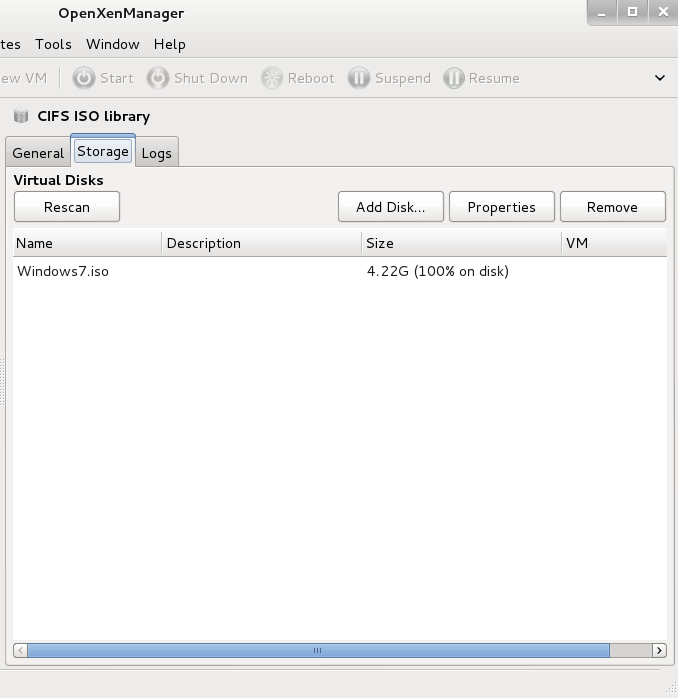 OpenXenManager
tes Tools Window Help
ew VM Start Shut Down Reboot Suspend Resume
CIFS ISO library
General Storage Logs
Virtual Disks
Rescan Add Disk... Properties Remove
Name Description Size VM
Windows7.iso 4.22G (100% on disk)